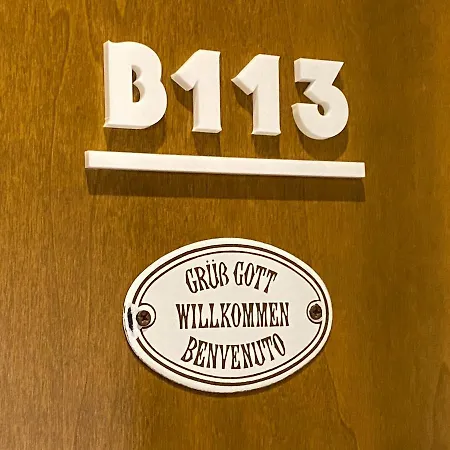 B113
GRÜß GOTT
WILLKOMMEN
BENVENUTO